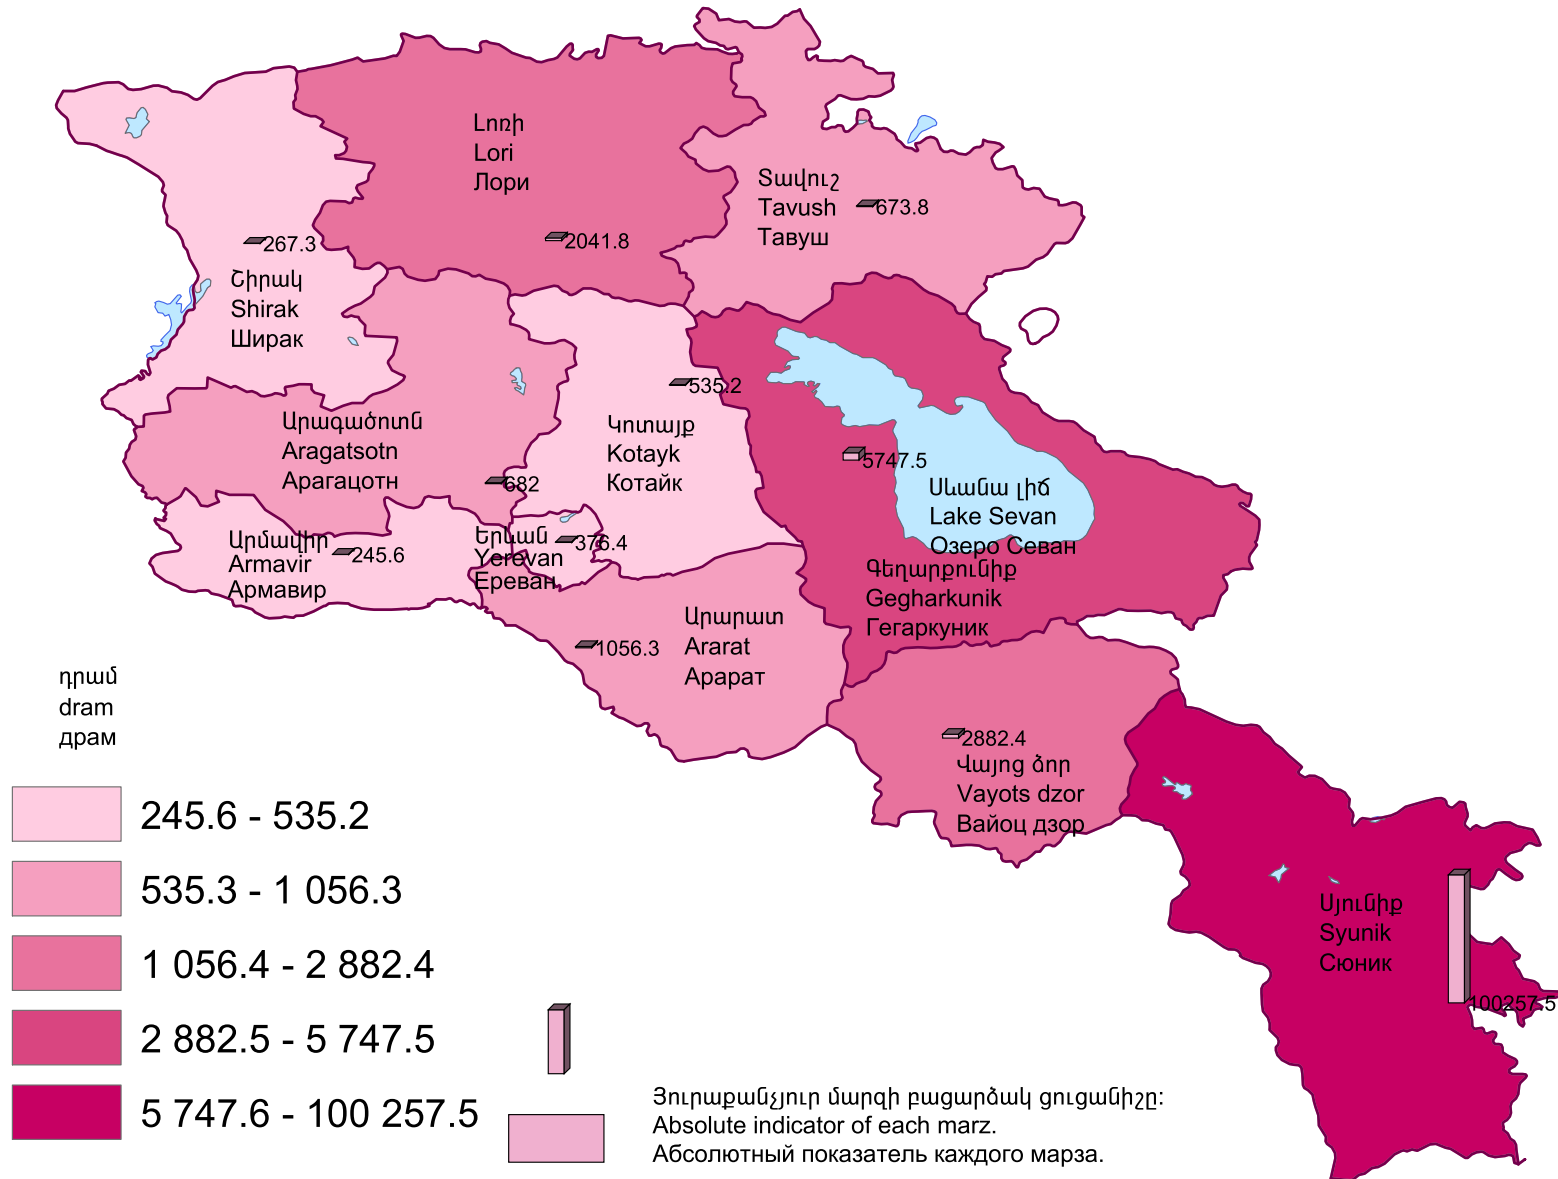 Լոռի
Lori
Лори
2041.8
Տավուշ
Tavush
Тавуш
673.8
267.3
Շիրակ
Shirak
Ширак
535.2
Կոտայք
Kotayk
Котайк
Արագածոտն
Aragatsotn
Арагацотн
682
5747.5
Սևանա լիճ
Lake Sevan
Озеро Севан
Գեղարքունիք
Gegharkunik
Гегаркуник
Արմավիր
Armavir
Армавир
245.6
Երևան
Yerevan
Ереван
376.4
1056.3
Արարատ
Ararat
Арарат
2882.4
Վայոց ձոր
Vayots dzor
Вайоц дзор
Սյունիք
Syunik
Сюник
100257.5
դրամ
dram
драм
245.6 - 535.2
535.3 - 1 056.3
1 056.4 - 2 882.4
2 882.5 - 5 747.5
5 747.6 - 100 257.5
Յուրաքանչյուր մարզի բացարձակ ցուցանիշը:
Absolute indicator of each marz.
Абсолютный показатель каждого марза.